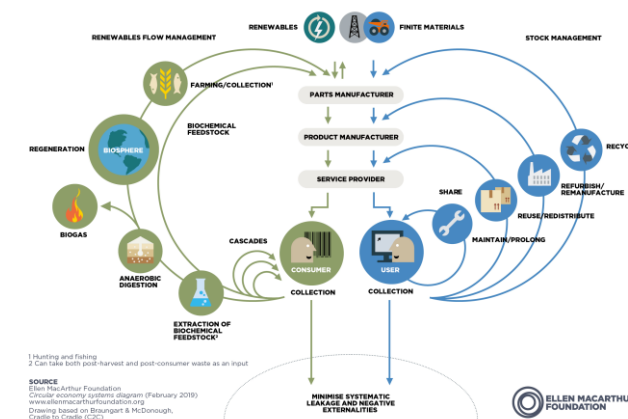 RENEWABLES
FINITE MATERIALS
RENEWABLES FLOW MANAGEMENT
STOCK MANAGEMENT
FARMING/COLLECTION¹
PARTS MANUFACTURER
BIOCHEMICAL
FEEDSTOCK
PRODUCT MANUFACTURER
REGENERATION
BIOSPHERE
RECYC
SERVICE PROVIDER
SHARE
REFURBISH/
REMANUFACTURE
REUSE/REDISTRIBUTE
BIOGAS
CASCADES
MAINTAIN/PROLONG
CONSUMER
USER
ANAEROBIC
DIGESTION
COLLECTION
COLLECTION
EXTRACTION OF
BIOCHEMICAL
FEEDSTOCK²
1 Hunting and fishing
2 Can take both post-harvest and post-consumer waste as an input
SOURCE
Ellen MacArthur Foundation
Circular economy systems diagram (February 2019)
www.ellenmacarthurfoundation.org
Drawing based on Braungart & McDonough,
Cradle to Cradle (C2C)
MINIMISE SYSTEMATIC
LEAKAGE AND NEGATIVE
EXTERNALITIES
ELLEN MACARTHUR
FOUNDATION